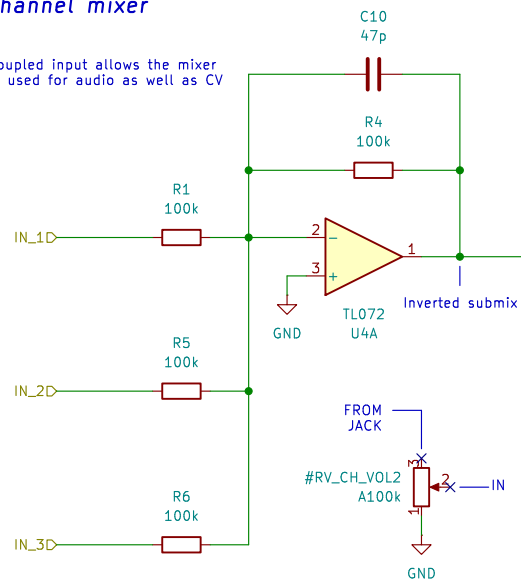 hannel mixer
oupled input allows the mixer
used for audio as well as CV
C10
47p
R4
100k
R1
100k
IN_1
2
3
1
TL072
U4A
GND
Inverted submix
R5
100k
IN_2
FROM
JACK
#RV_CH_VOL2
A100k
3
2
1
IN
R6
100k
IN_3
GND